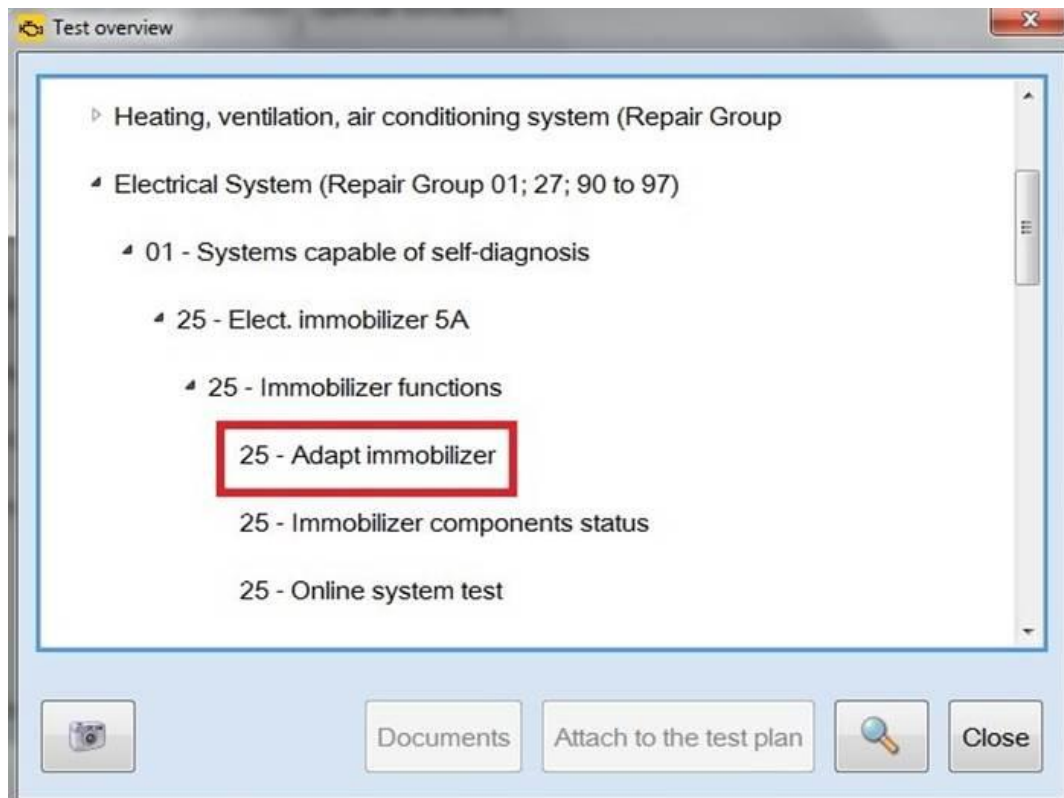 Test overview
Heating, ventilation, air conditioning system (Repair Group
Electrical System (Repair Group 01; 27; 90 to 97)
01 - Systems capable of self-diagnosis
25 - Elect. immobilizer 5A
25 - Immobilizer functions
25 - Adapt immobilizer
25 - Immobilizer components status
25 - Online system test
Documents
Attach to the test plan
Close